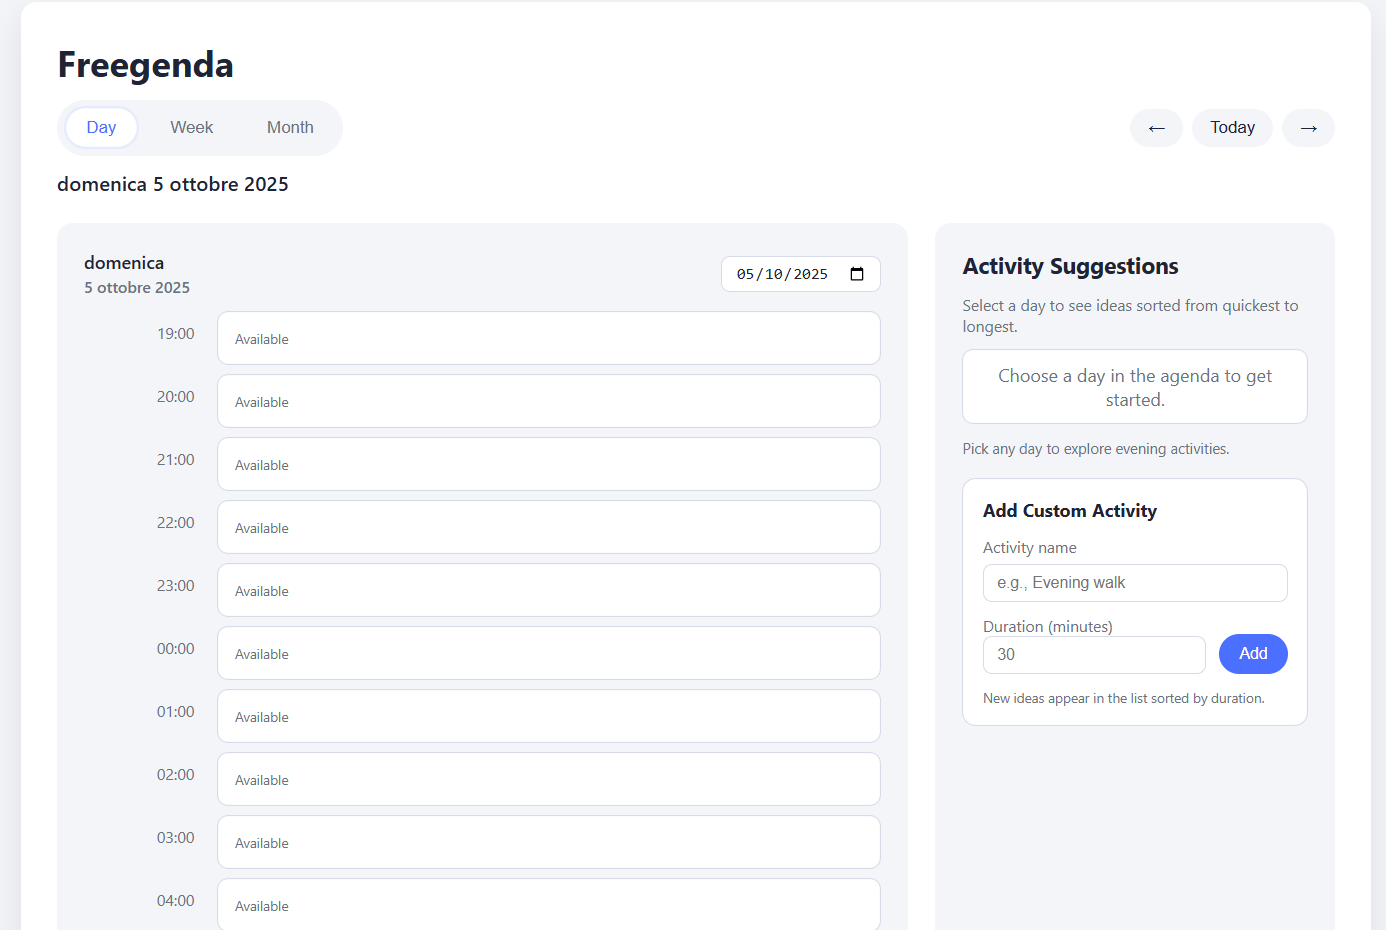 Freegenda
Day Week Month
← Today →
domenica 5 ottobre 2025
domenica
5 ottobre 2025
05/10/2025
19:00 Available
20:00 Available
21:00 Available
22:00 Available
23:00 Available
00:00 Available
01:00 Available
02:00 Available
03:00 Available
04:00 Available
Activity Suggestions
Select a day to see ideas sorted from quickest to
longest.
Choose a day in the agenda to get
started.
Pick any day to explore evening activities.
Add Custom Activity
Activity name
e.g., Evening walk
Duration (minutes)
30 Add
New ideas appear in the list sorted by duration.